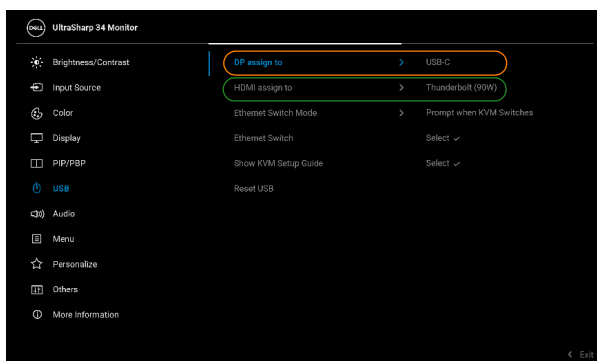 DELL UltraSharp 34 Monitor
Brightness/Contrast
Input Source
Color
Display
PIP/PBP
USB
Audio
Menu
Personalize
Others
More Information
DP assign to > USB-C
HDMI assign to > Thunderbolt (90W)
Ethernet Switch Mode > Prompt when KVM Switches
Ethernet Switch Select ✓
Show KVM Setup Guide Select ✓
Reset USB
< Exit